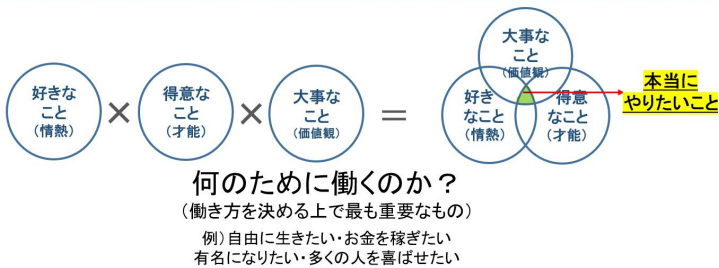 好きな
こと
（情熱）
×
得意な
こと
（才能）
×
大事な
こと
（価値観）
＝
大事な
こと
（価値観）
好き
なこと
（情熱）
得意
なこと
（才能）
本当に
やりたいこと
何のために働くのか？
（働き方を決める上で最も重要なもの）
例）自由に生きたい・お金を稼ぎたい
有名になりたい・多くの人を喜ばせたい